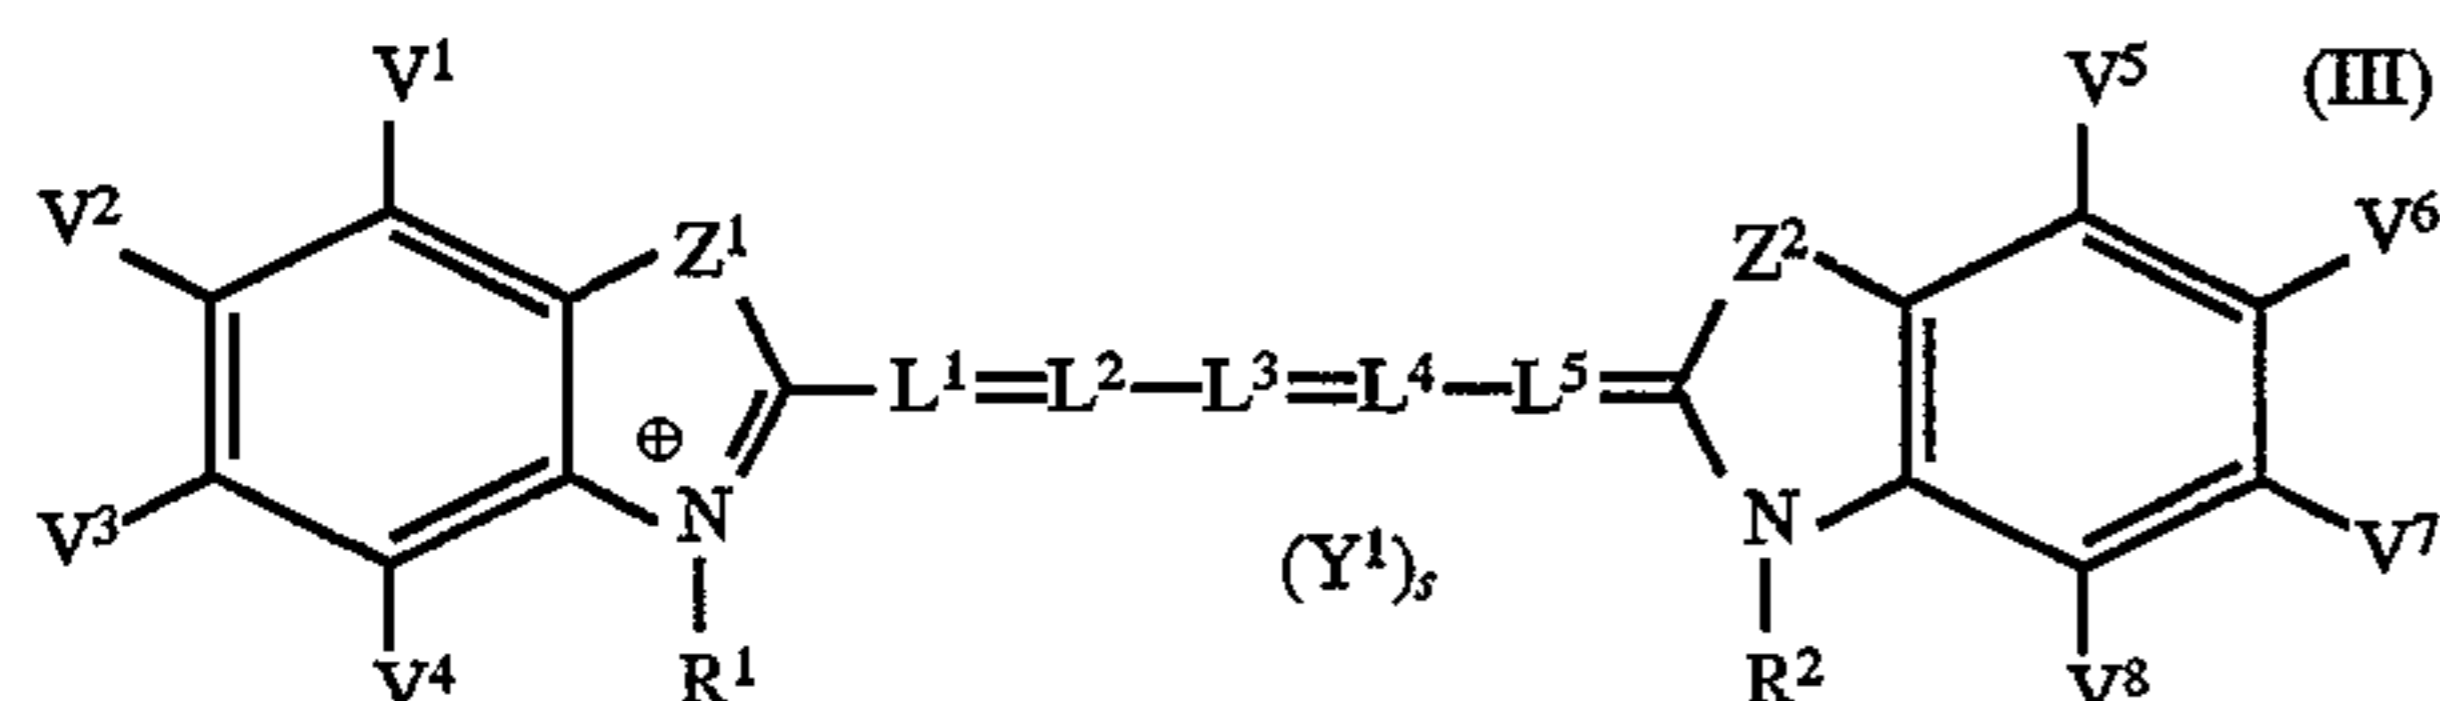 V¹ V⁵ (III)
V² Z¹ Z² V⁶
L¹=L²—L³=L⁴—L⁵=
⊕
V³ N (Y¹)ₛ N V⁷
V⁴ R¹ R² V⁸